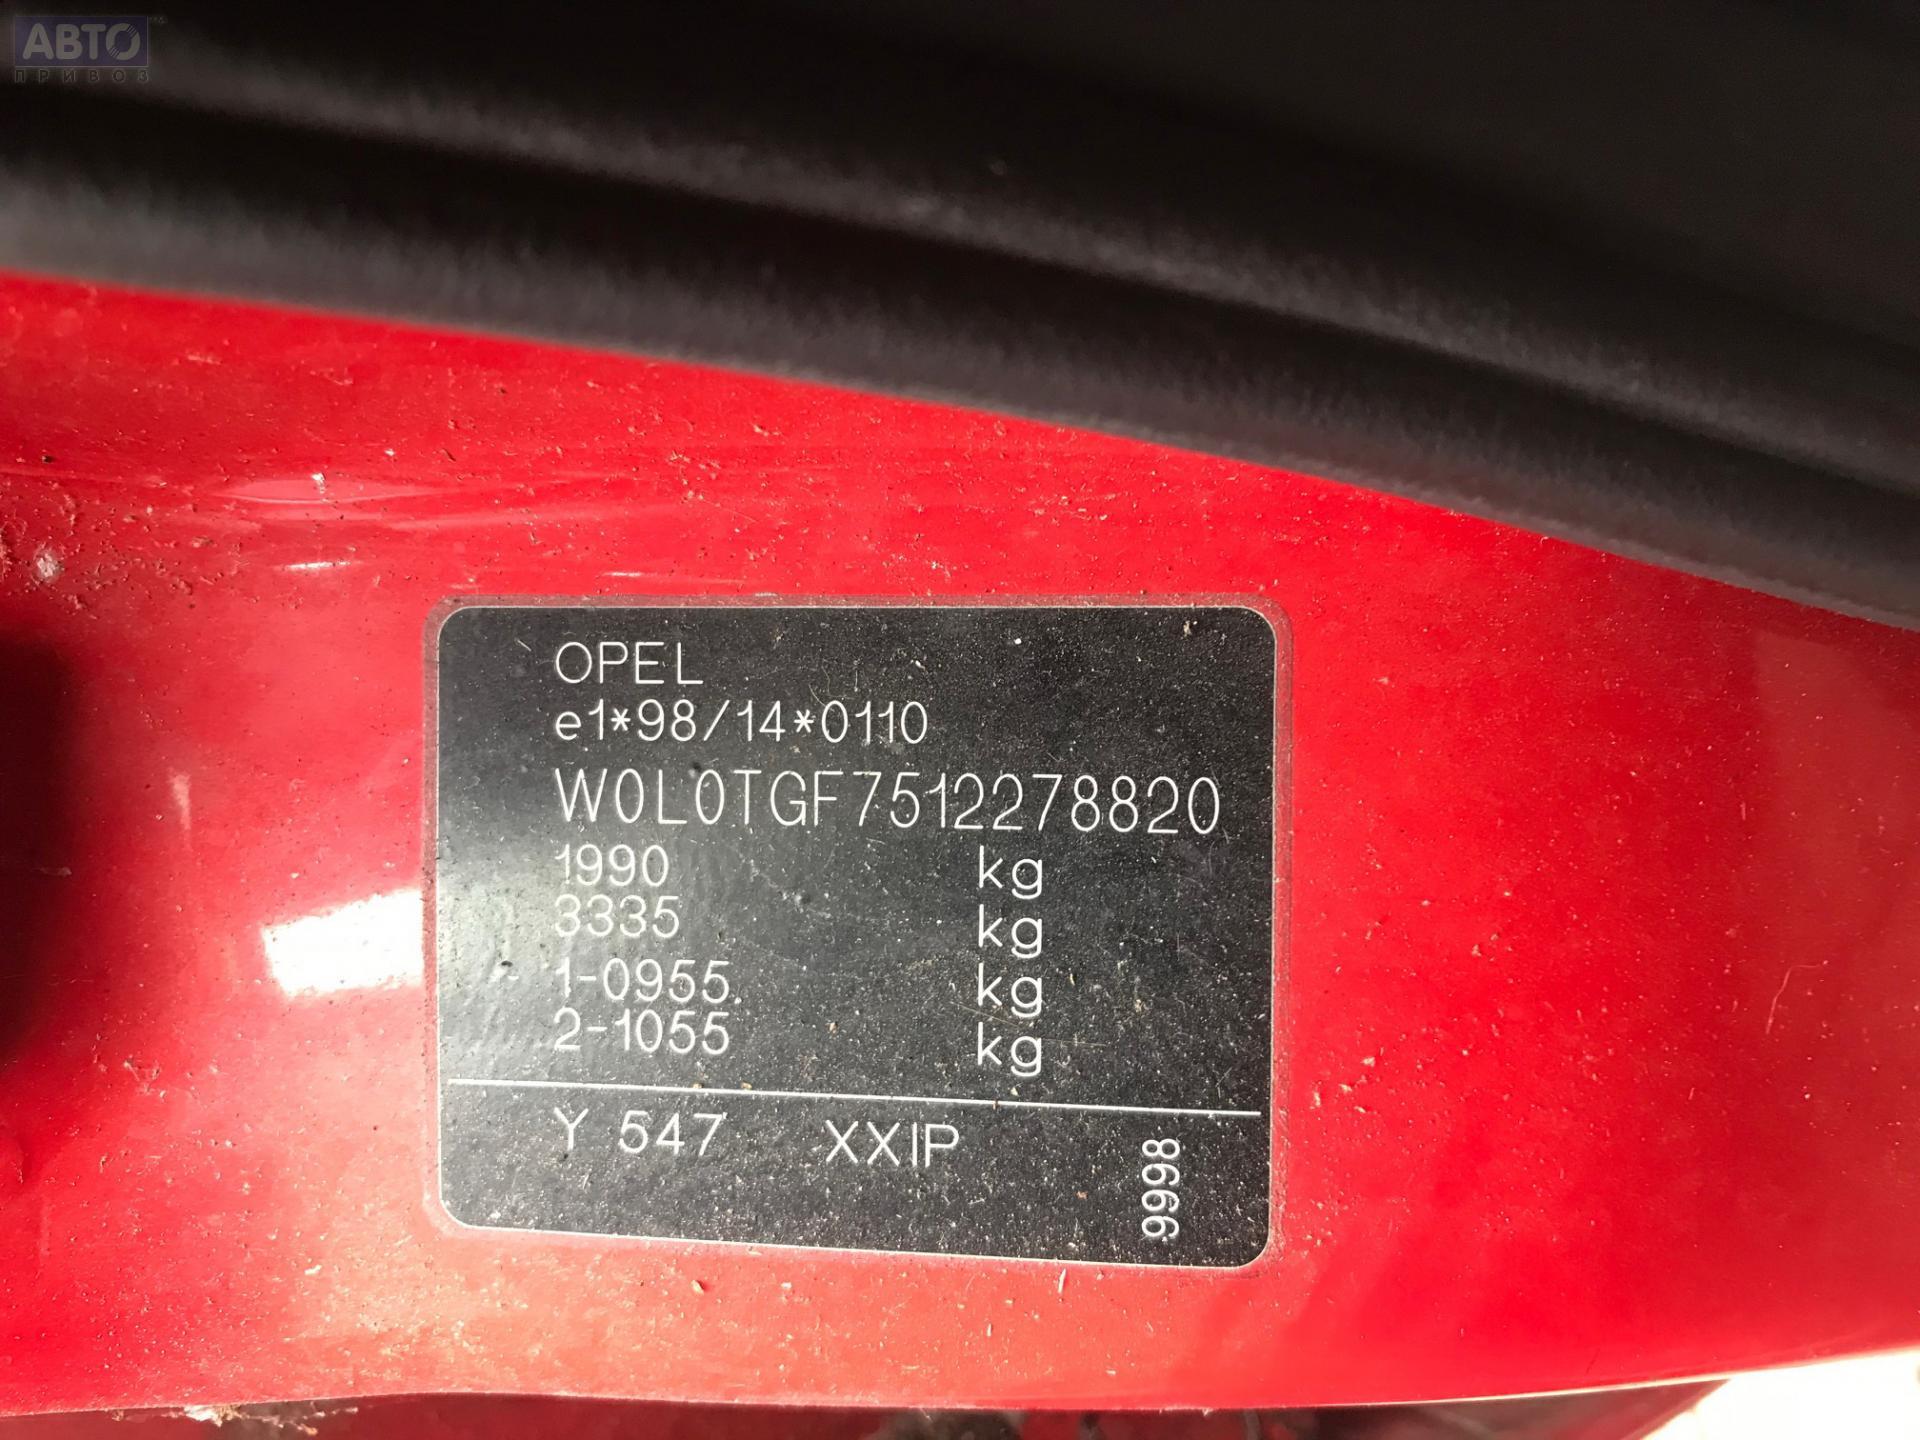 АВТО
ПРИВОЗ
OPEL
e1*98/14*0110
W0L0TGF7512278820
1990 kg
3335 kg
1-0955 kg
2-1055 kg
Y 547 XXIP
9998